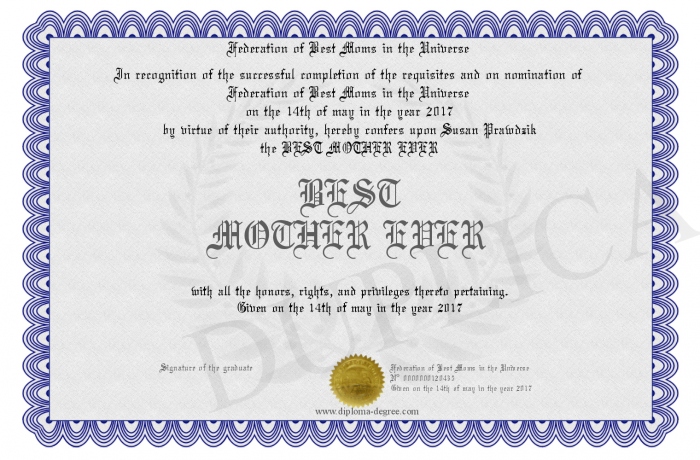 Federation of Best Moms in the Universe
In recognition of the successful completion of the requisites and on nomination of
Federation of Best Moms in the Universe
on the 14th of may in the year 2017
by virtue of their authority, hereby confers upon Susan Prawdzik
the BEST MOTHER EVER
BEST
MOTHER EVER
with all the honors, rights, and privileges thereto pertaining.
Given on the 14th of may in the year 2017
DUPLICA
Signature of the graduate
Federation of Best Moms in the Universe
Nº
Given on the 14th of may in the year 2017
www.diploma-degree.com